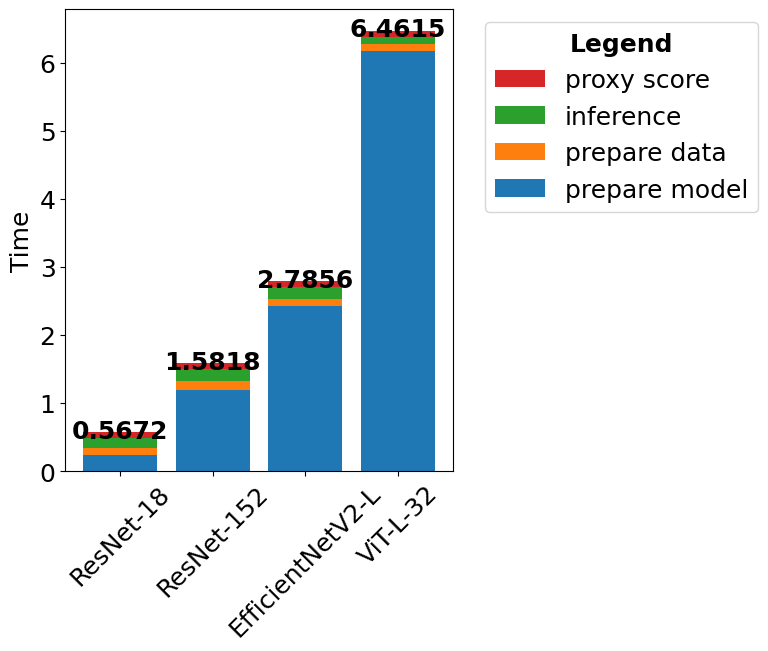 Time
6
5
4
3
2
1
0
0.5672
1.5818
2.7856
6.4615
ResNet-18
ResNet-152
EfficientNetV2-L
ViT-L-32
Legend
proxy score
inference
prepare data
prepare model